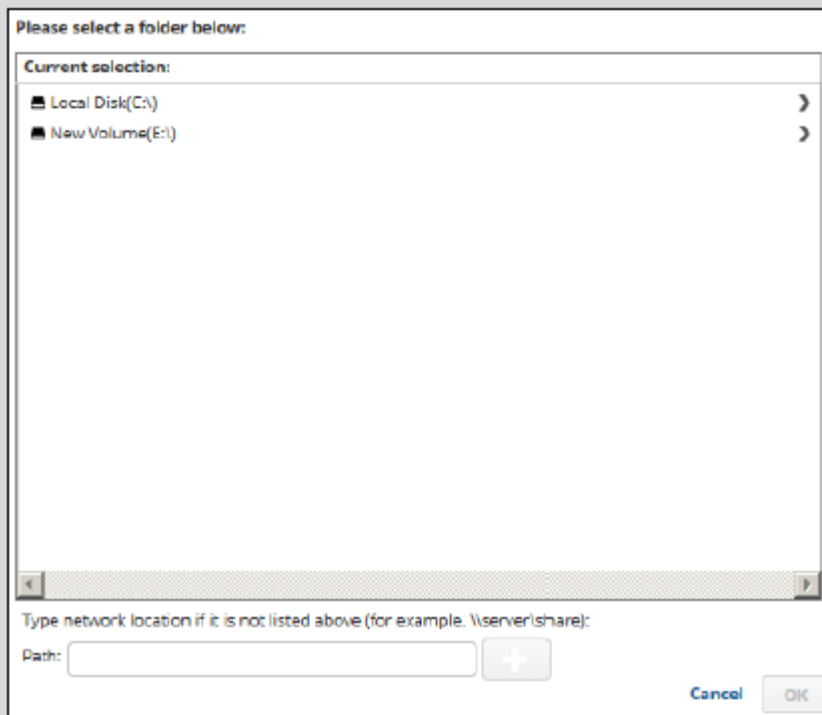 Please select a folder below:
Current selection:
Local Disk(C:\)
New Volume(E:\)
Type network location if it is not listed above (for example. \\server\share):
Path:
Cancel
OK